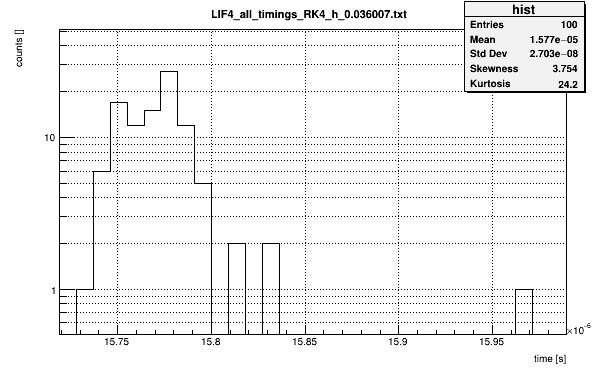 LIF4_all_timings_RK4_h_0.036007.txt
hist
Entries 100
Mean 1.577e−05
Std Dev 2.703e−08
Skewness 3.754
Kurtosis 24.2
counts []
10
1
15.75 15.8 15.85 15.9 15.95
×10⁻⁶
time [s]